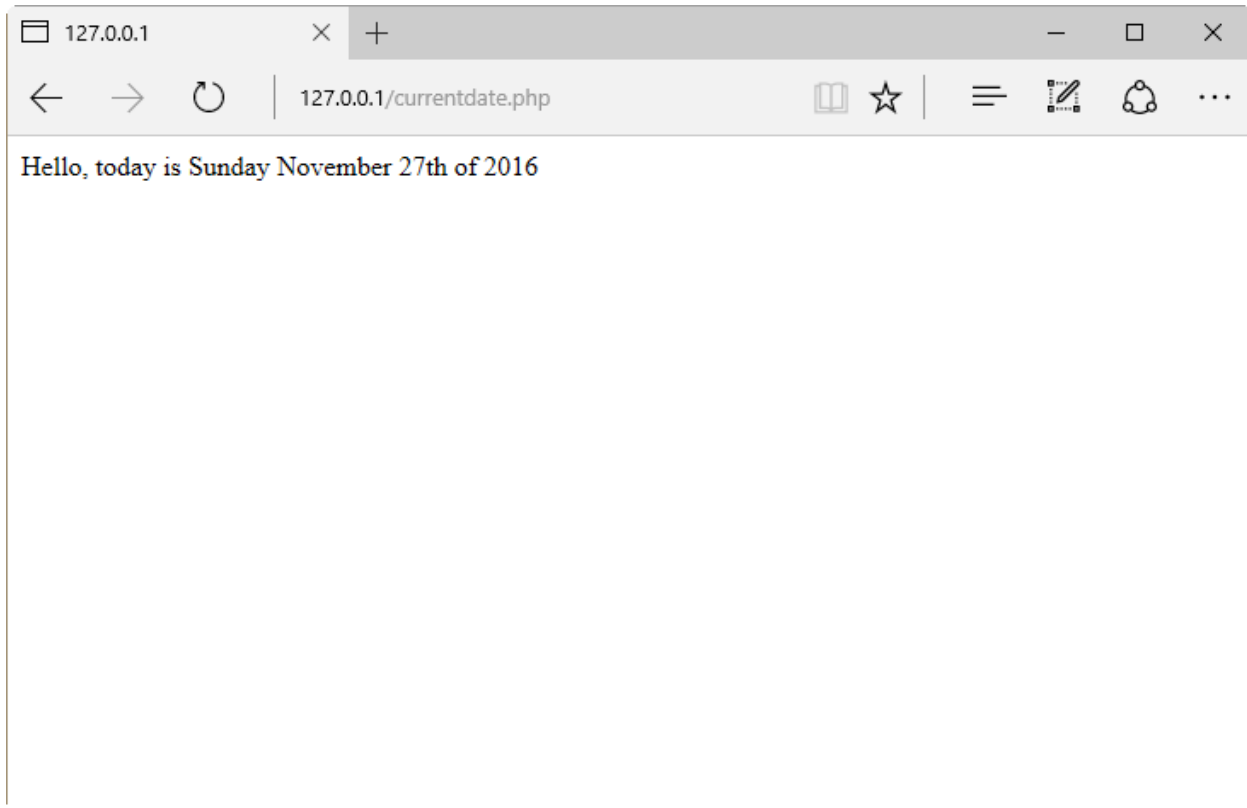 127.0.0.1
127.0.0.1/currentdate.php
Hello, today is Sunday November 27th of 2016